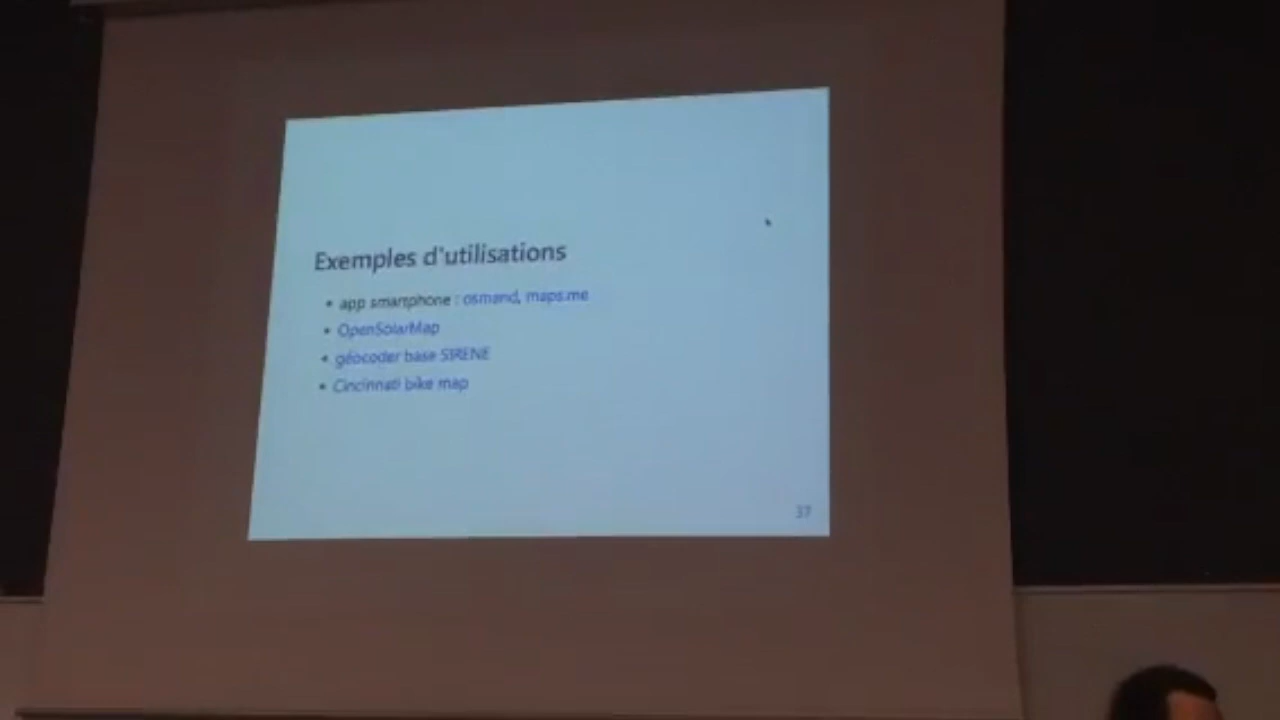 Exemples d'utilisations
• app smartphone : osmand, maps.me
• OpenSolarMap
• géocoder base SIRENE
• Cincinnati bike map
37